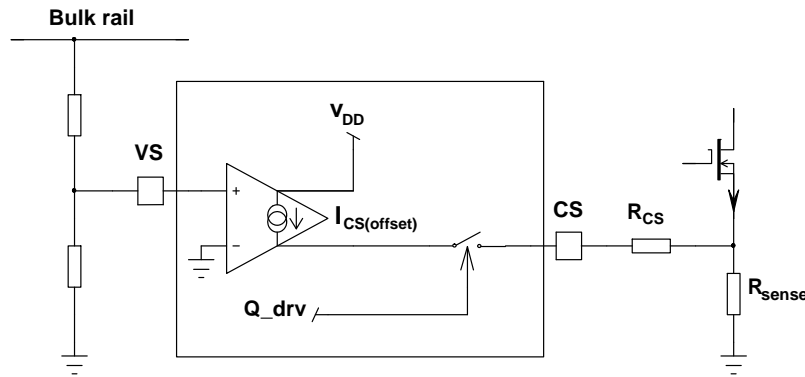 Bulk rail
VDD
VS
+
ICS(offset)
CS
RCS
−
Rsense
Q_drv